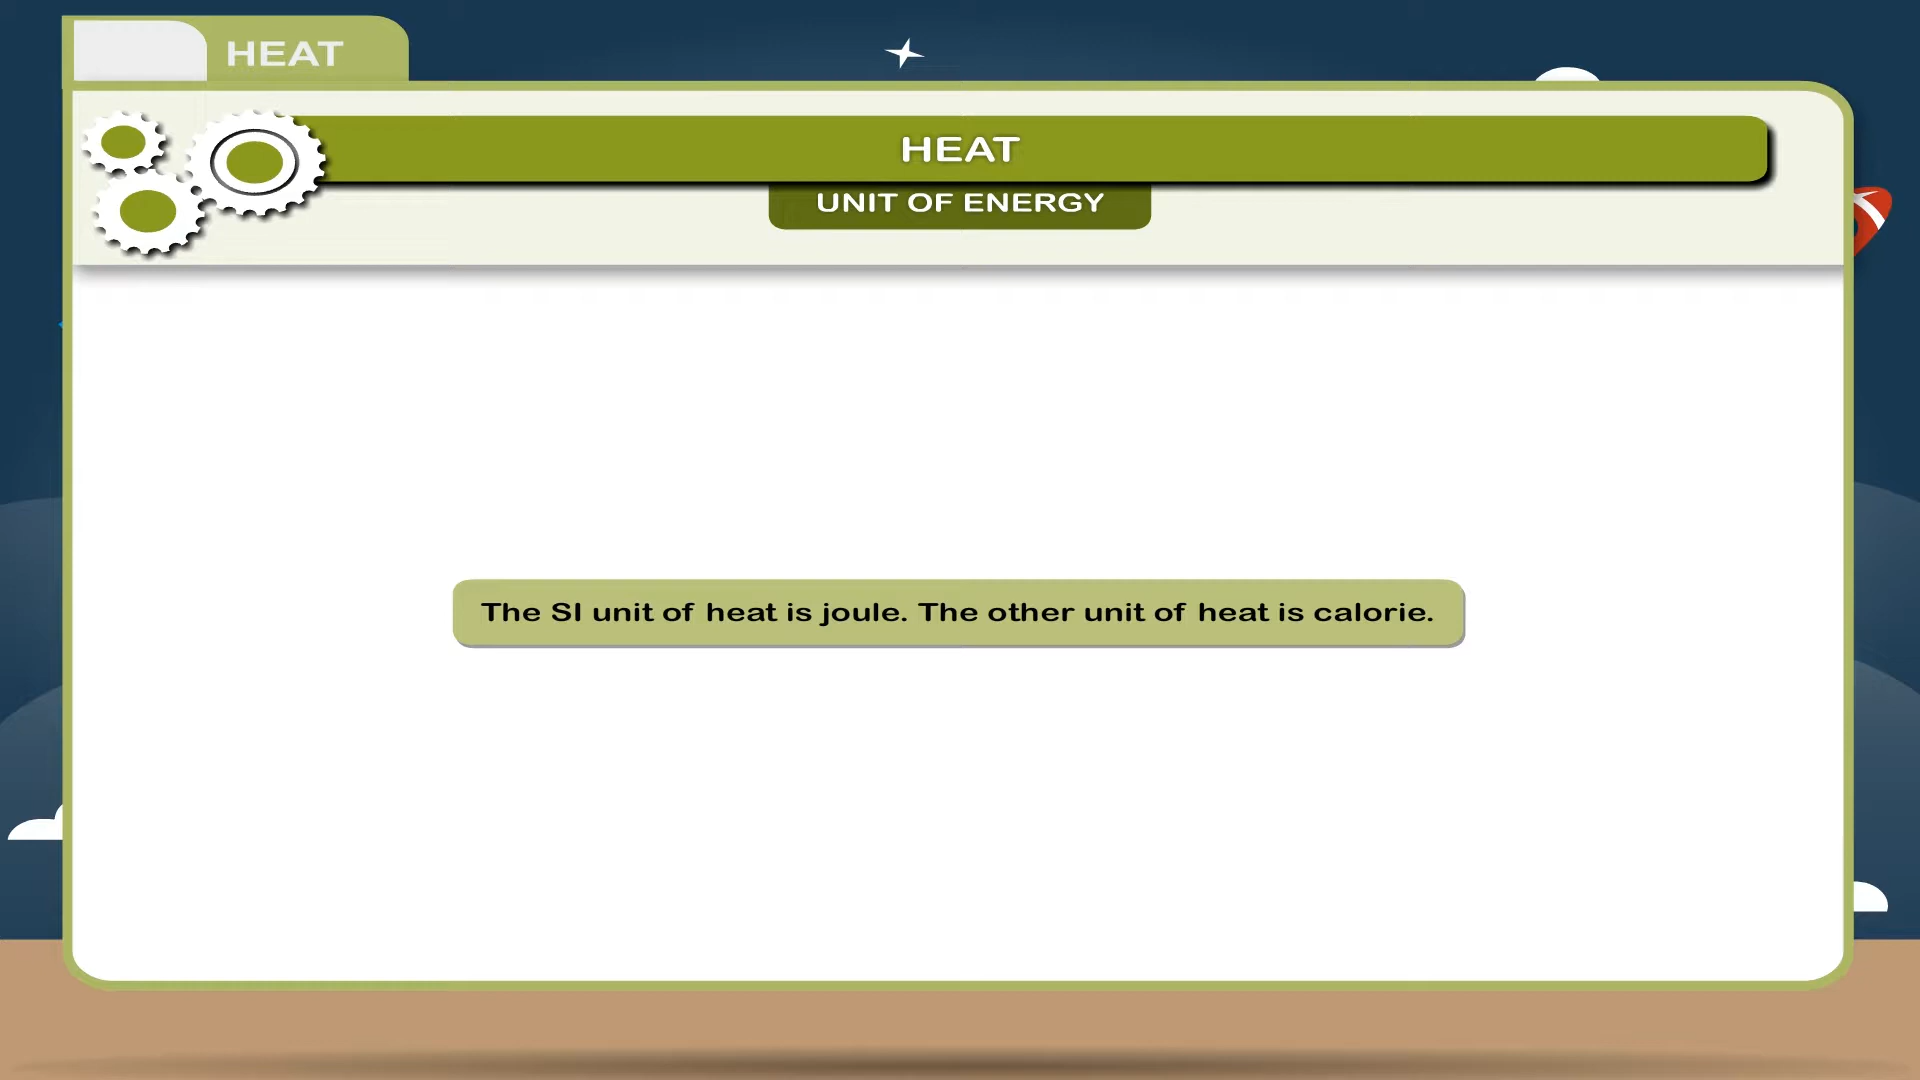 HEAT
HEAT
UNIT OF ENERGY
The SI unit of heat is joule. The other unit of heat is calorie.